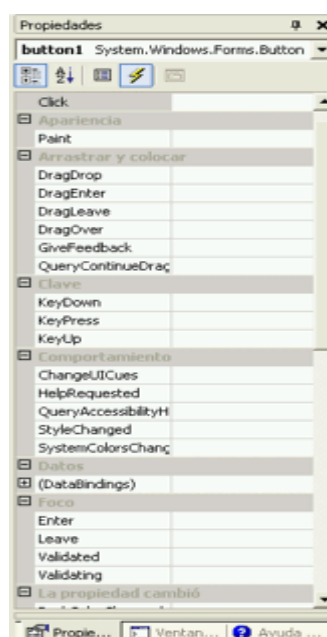 Propiedades
button1 System.Windows.Forms.Button
Click
Apariencia
Paint
Arrastrar y colocar
DragDrop
DragEnter
DragLeave
DragOver
GiveFeedback
QueryContinueDrag
Clave
KeyDown
KeyPress
KeyUp
Comportamiento
ChangeUICues
HelpRequested
QueryAccessibilityH
StyleChanged
SystemColorsChang
Datos
(DataBindings)
Foco
Enter
Leave
Validated
Validating
La propiedad cambió
Propie... Ventan... Ayuda ...